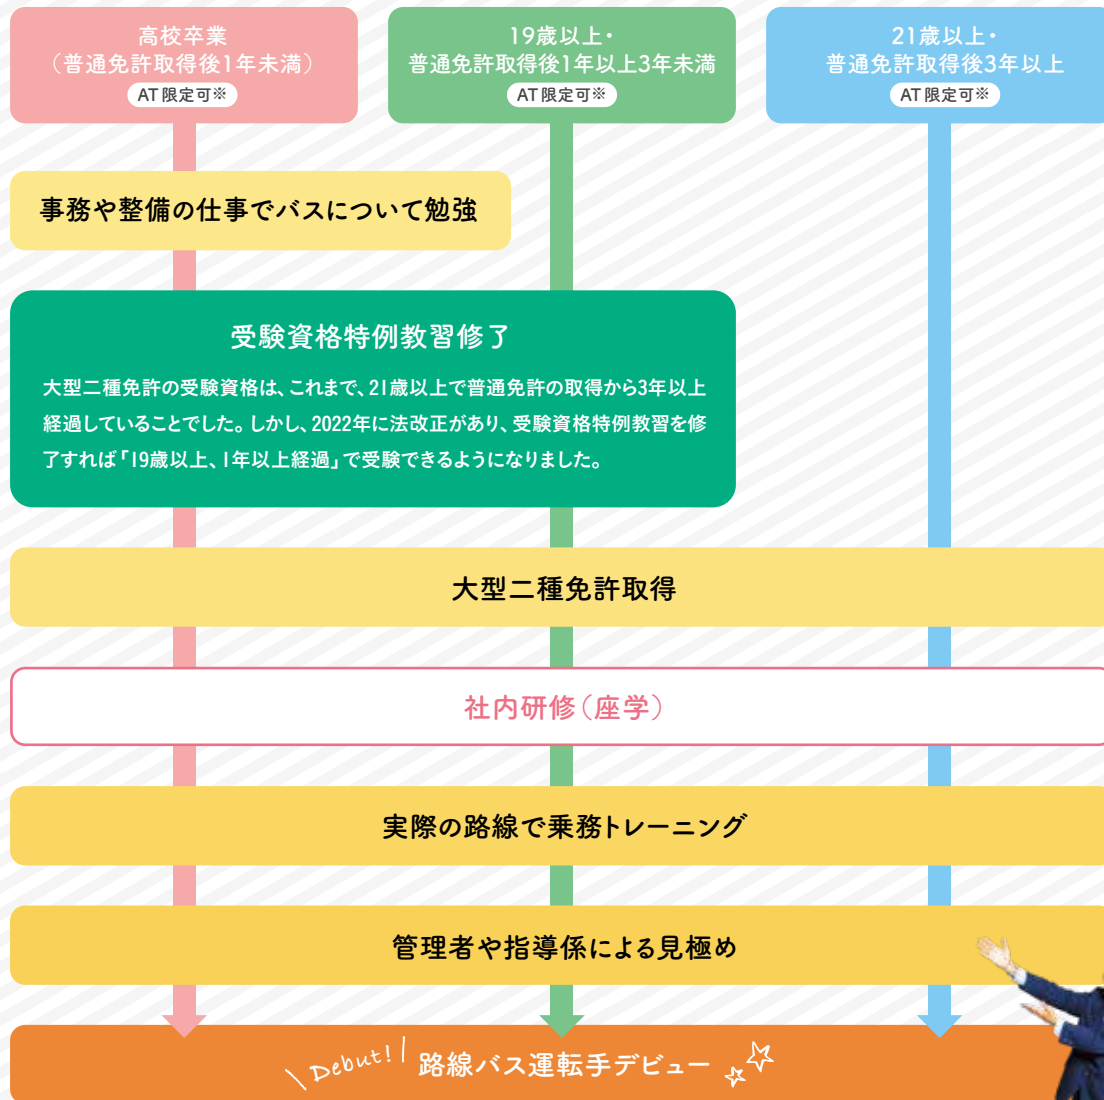 高校卒業
（普通免許取得後1年未満）
AT限定可※
19歳以上・
普通免許取得後1年以上3年未満
AT限定可※
21歳以上・
普通免許取得後3年以上
AT限定可※
事務や整備の仕事でバスについて勉強
受験資格特例教習修了
大型二種免許の受験資格は、これまで、21歳以上で普通免許の取得から3年以上
経過していることでした。しかし、2022年に法改正があり、受験資格特例教習を修
了すれば「19歳以上、1年以上経過」で受験できるようになりました。
大型二種免許取得
社内研修（座学）
実際の路線で乗務トレーニング
管理者や指導係による見極め
Debut! 路線バス運転手デビュー